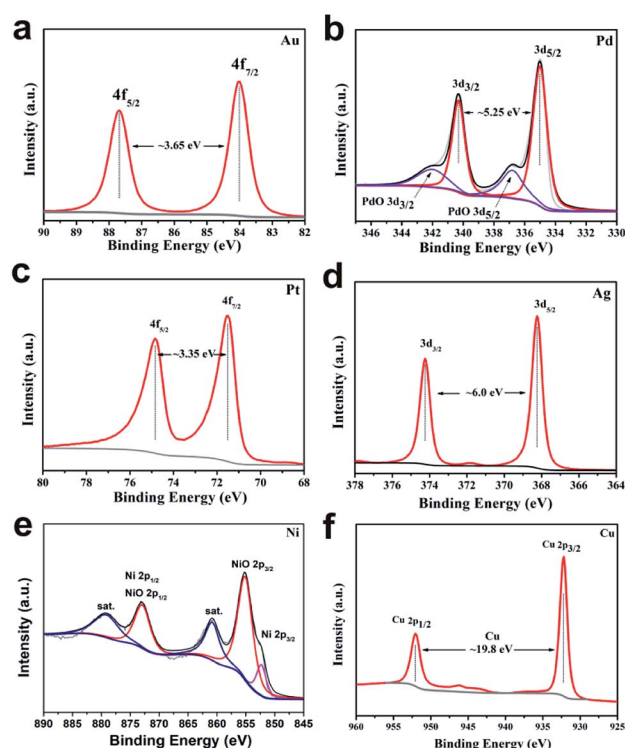 a
Au
4f5/2
4f7/2
~3.65 eV
Intensity (a.u.)
90 89 88 87 86 85 84 83 82
Binding Energy (eV)
b
Pd
3d3/2
3d5/2
~5.25 eV
PdO 3d3/2
PdO 3d5/2
Intensity (a.u.)
346 344 342 340 338 336 334 332 330
Binding Energy (eV)
c
Pt
4f5/2
4f7/2
~3.35 eV
Intensity (a.u.)
80 78 76 74 72 70 68
Binding Energy (eV)
d
Ag
3d3/2
3d5/2
~6.0 eV
Intensity (a.u.)
378 376 374 372 370 368 366 364
Binding Energy (eV)
e
Ni
NiO 2p3/2
Ni 2p1/2
NiO 2p1/2
sat.
sat.
Ni 2p3/2
Intensity (a.u.)
890 885 880 875 870 865 860 855 850 845
Binding Energy (eV)
f
Cu
Cu 2p3/2
Cu 2p1/2
Cu
~19.8 eV
Intensity (a.u.)
960 955 950 945 940 935 930 925
Binding Energy (eV)